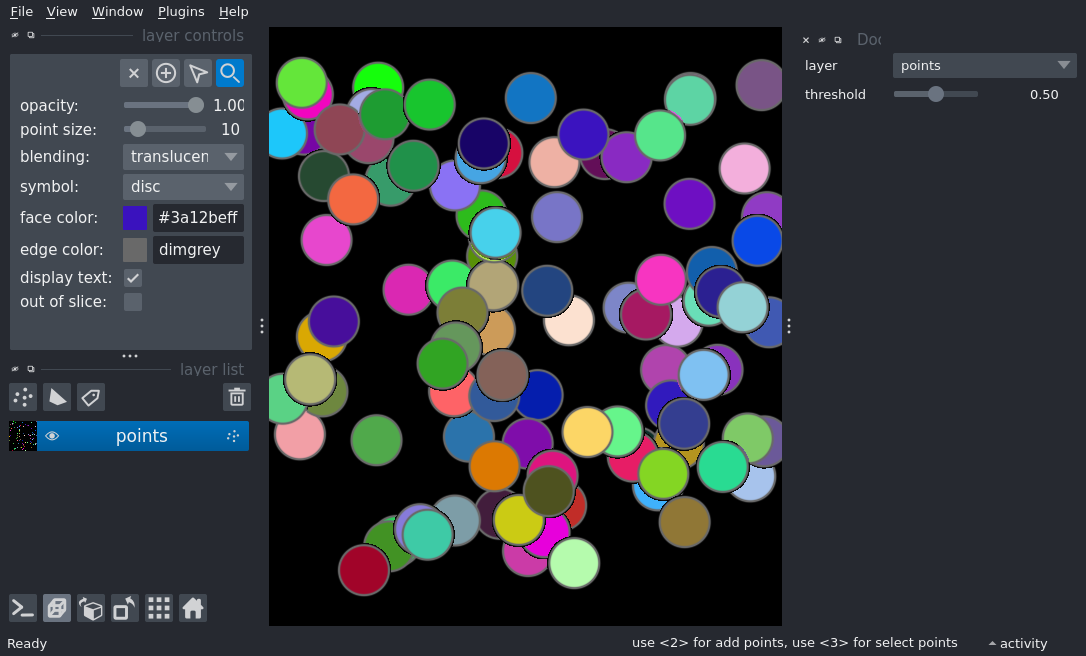 File View Window Plugins Help
layer controls
opacity: 1.00
point size: 10
blending: translucen
symbol: disc
face color: #3a12beff
edge color: dimgrey
display text:
out of slice:
layer list
points
Doc
layer points
threshold 0.50
Ready use <2> for add points, use <3> for select points activity